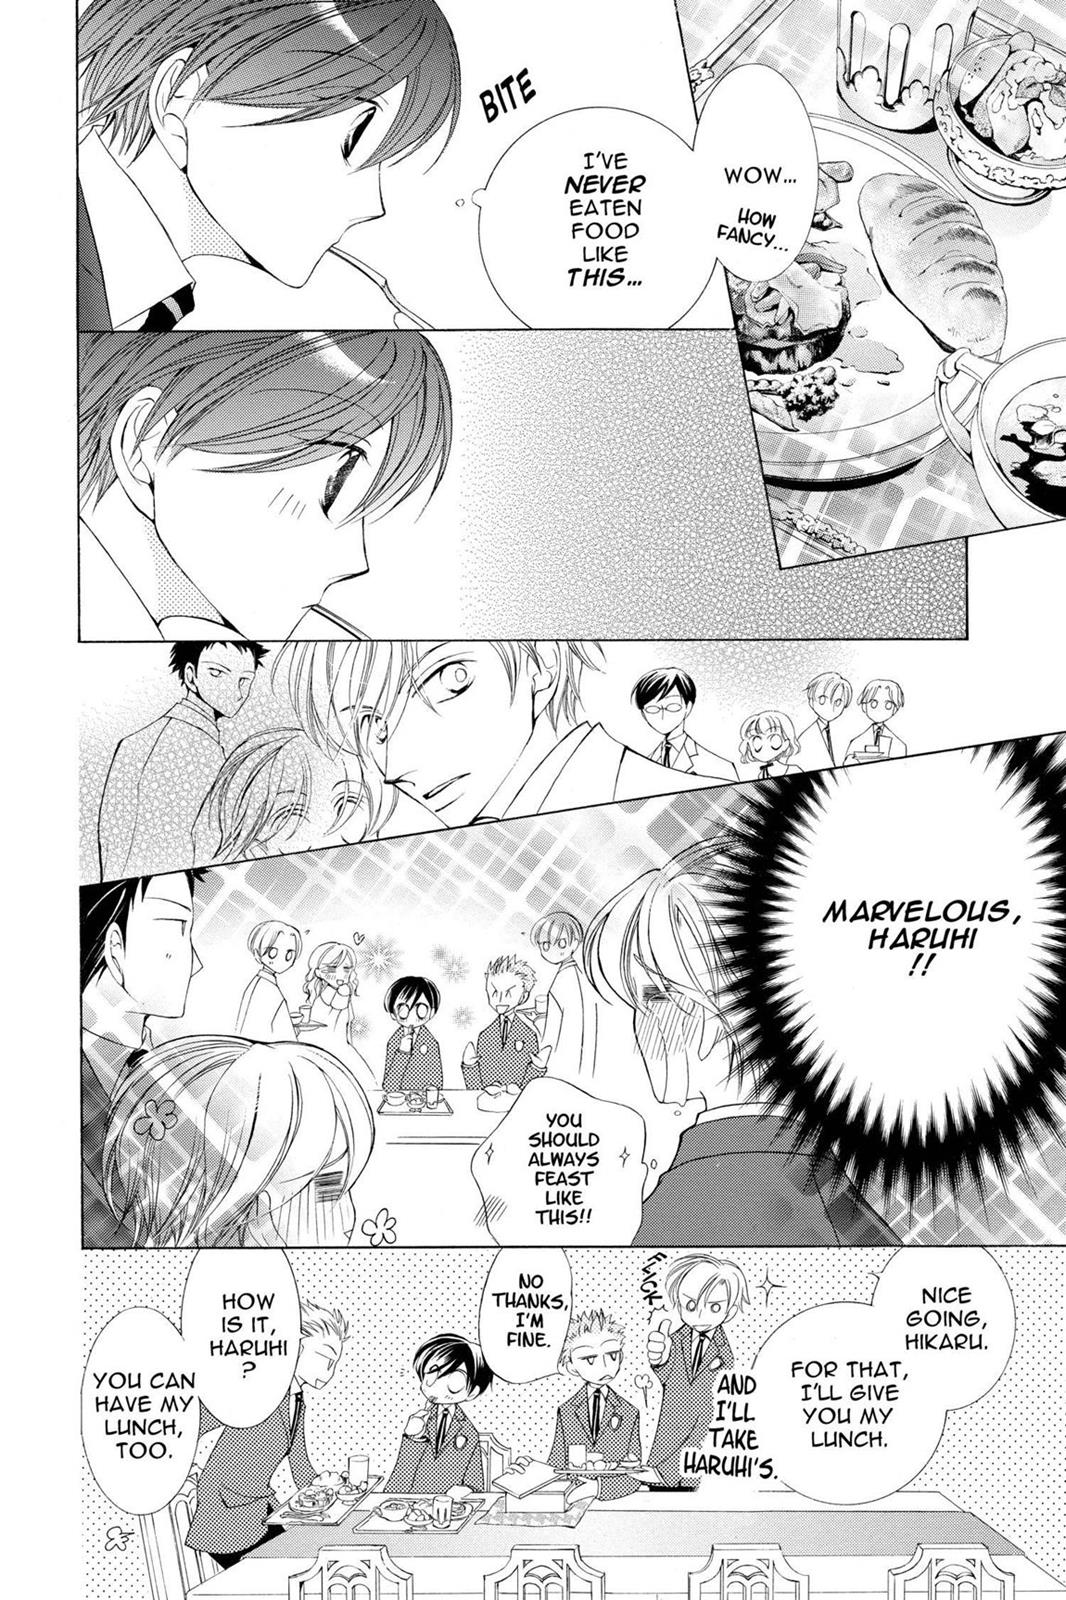 WOW...
HOW
FANCY...
I'VE
NEVER
EATEN
FOOD
LIKE
THIS...
BITE
MARVELOUS,
HARUHI
!!
YOU
SHOULD
ALWAYS
FEAST
LIKE
THIS!!
NICE
GOING,
HIKARU.
FOR THAT,
I'LL GIVE
YOU MY
LUNCH.
FLICK
AND
I'LL
TAKE
HARUHI'S.
NO
THANKS,
I'M
FINE.
HOW
IS IT,
HARUHI
?
YOU CAN
HAVE MY
LUNCH,
TOO.